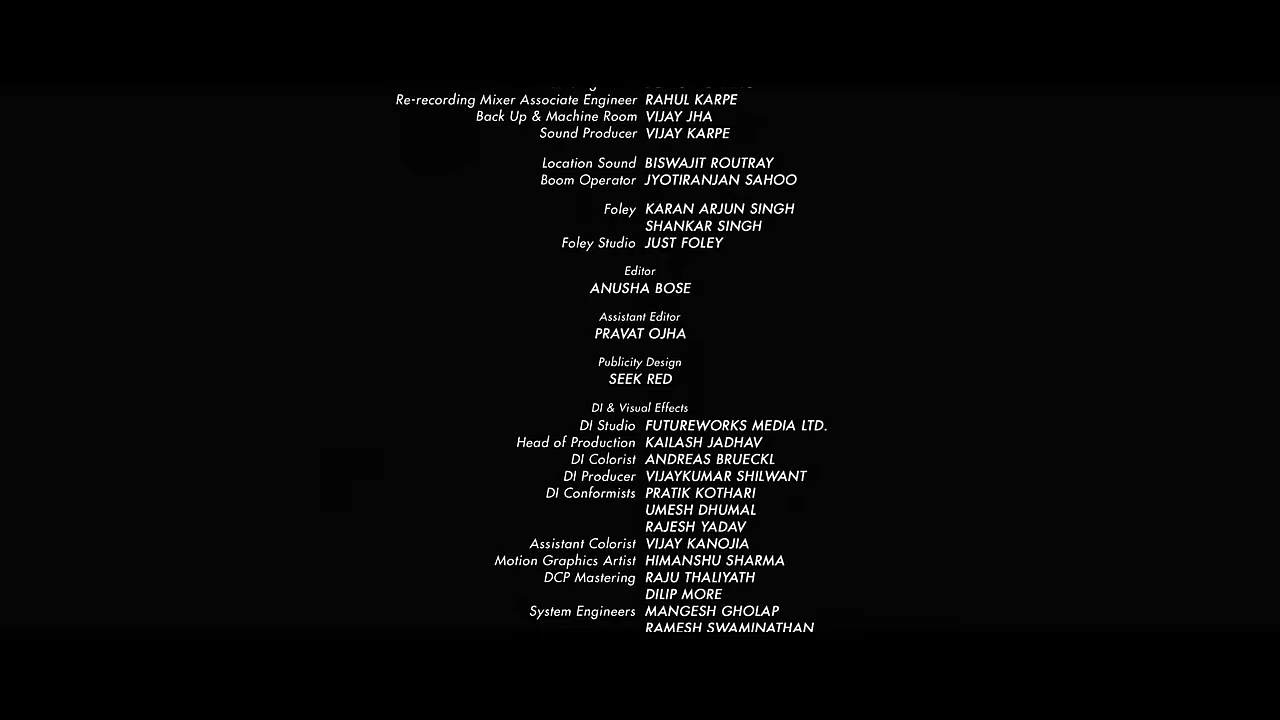 Re-recording Mixer Associate Engineer RAHUL KARPE
Back Up & Machine Room VIJAY JHA
Sound Producer VIJAY KARPE
Location Sound BISWAJIT ROUTRAY
Boom Operator JYOTIRANJAN SAHOO
Foley KARAN ARJUN SINGH
SHANKAR SINGH
Foley Studio JUST FOLEY
Editor
ANUSHA BOSE
Assistant Editor
PRAVAT OJHA
Publicity Design
SEEK RED
DI & Visual Effects
DI Studio FUTUREWORKS MEDIA LTD.
Head of Production KAILASH JADHAV
DI Colorist ANDREAS BRUECKL
DI Producer VIJAYKUMAR SHILWANT
DI Conformists PRATIK KOTHARI
UMESH DHUMAL
RAJESH YADAV
Assistant Colorist VIJAY KANOJIA
Motion Graphics Artist HIMANSHU SHARMA
DCP Mastering RAJU THALIYATH
DILIP MORE
System Engineers MANGESH GHOLAP
RAMESH SWAMINATHAN